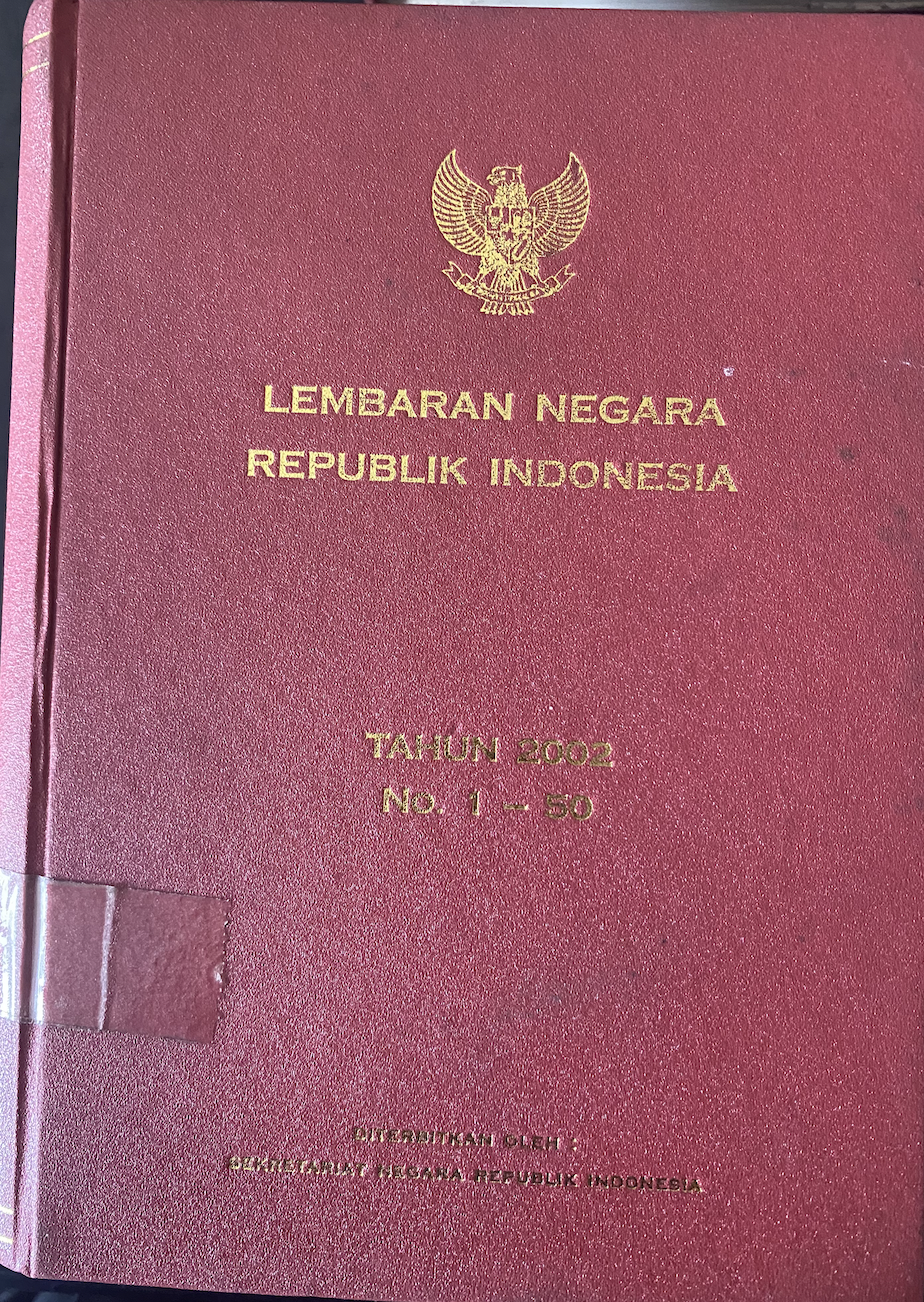 LEMBARAN NEGARA
REPUBLIK INDONESIA
TAHUN 2002
No. 1 – 50
DITERBITKAN OLEH :
SEKRETARIAT NEGARA REPUBLIK INDONESIA